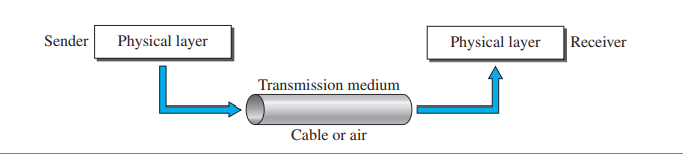 Sender
Physical layer
Physical layer
Receiver
Transmission medium
Cable or air